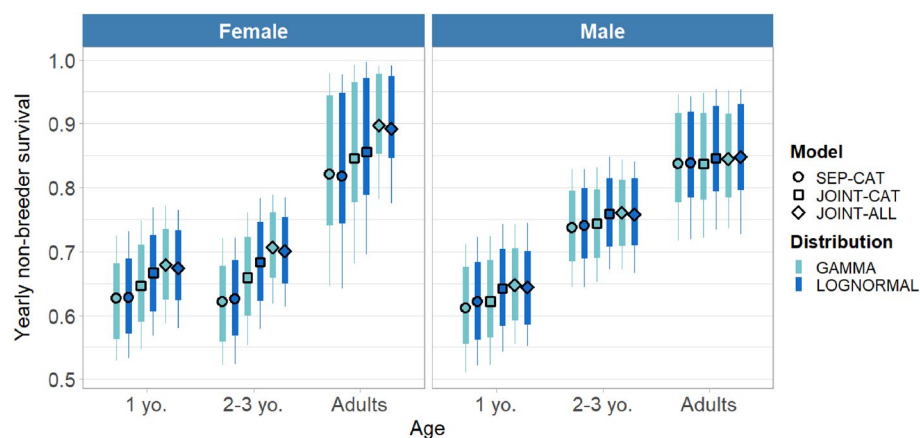 Female Male
Yearly non-breeder survival
1.0
0.9
0.8
0.7
0.6
0.5
1 yo. 2-3 yo. Adults 1 yo. 2-3 yo. Adults
Age
Model
SEP-CAT
JOINT-CAT
JOINT-ALL
Distribution
GAMMA
LOGNORMAL